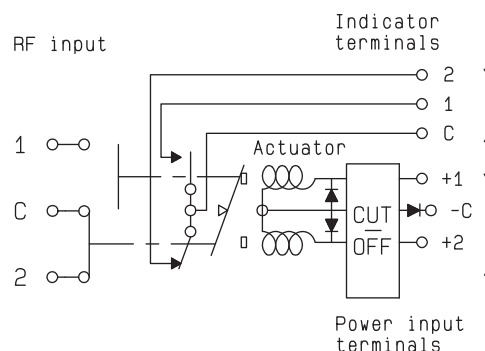 Indicator
terminals
RF input
2
1
C
Actuator
1
+1
C
CUT
OFF
-C
2
+2
Power input
terminals